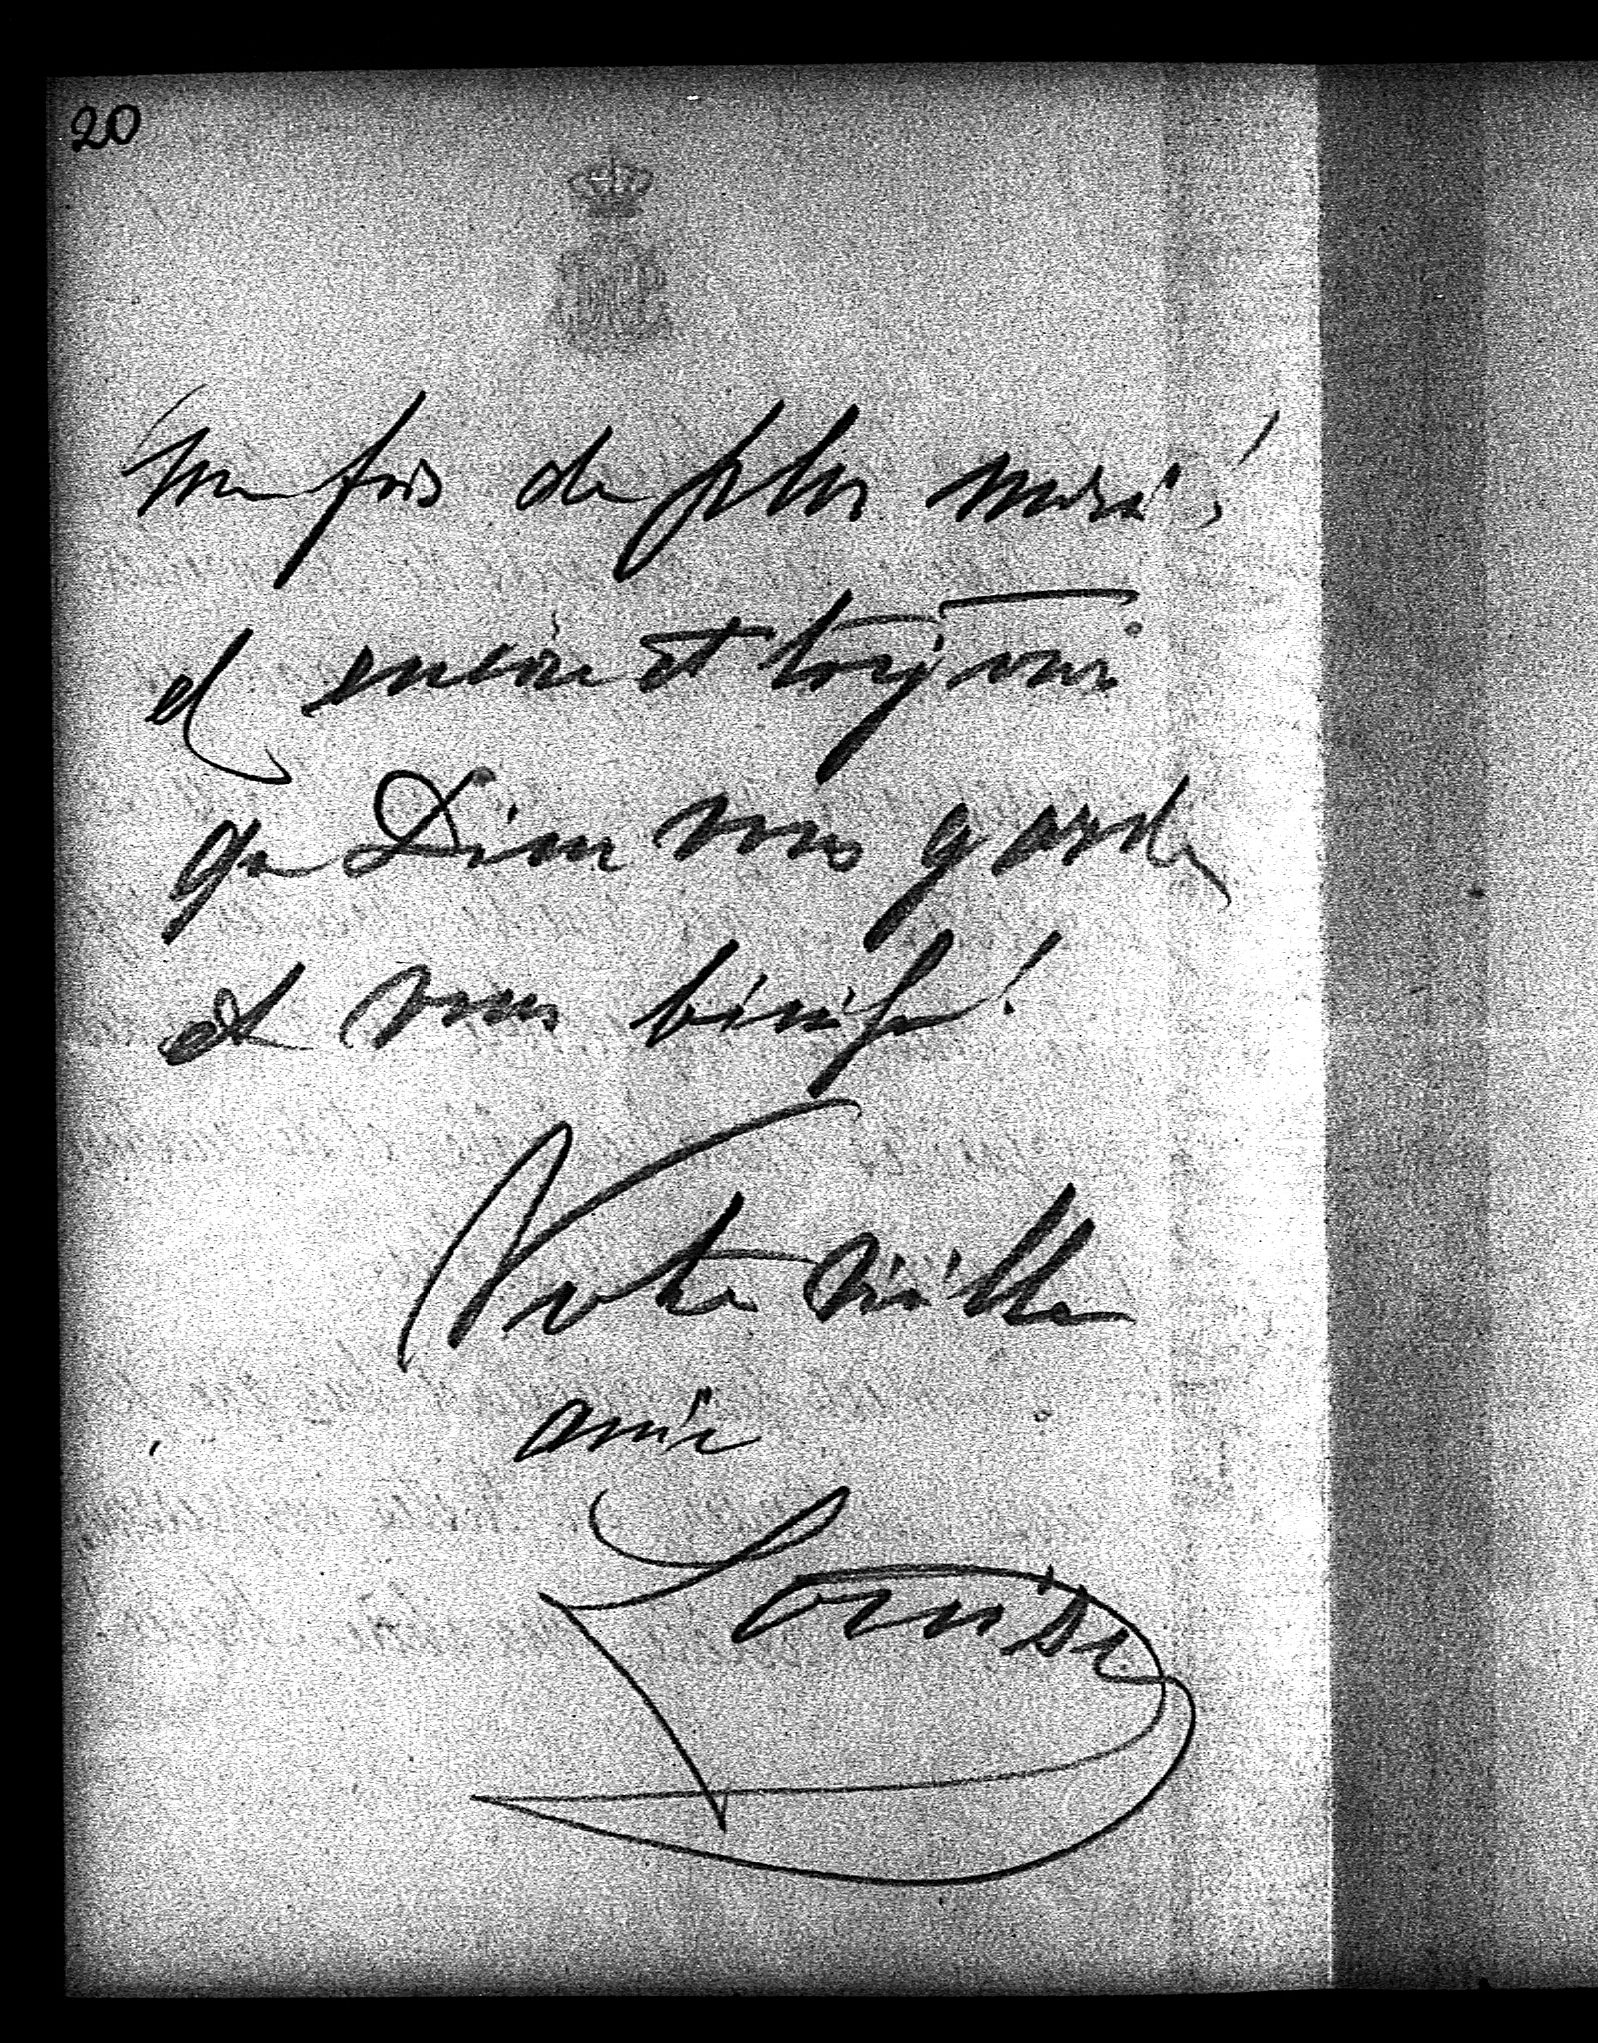 20
Une fois de plus merci!
et encore et toujours
que Dieu vous garde
et vous bénisse!
Votre vieille
amie
Louise